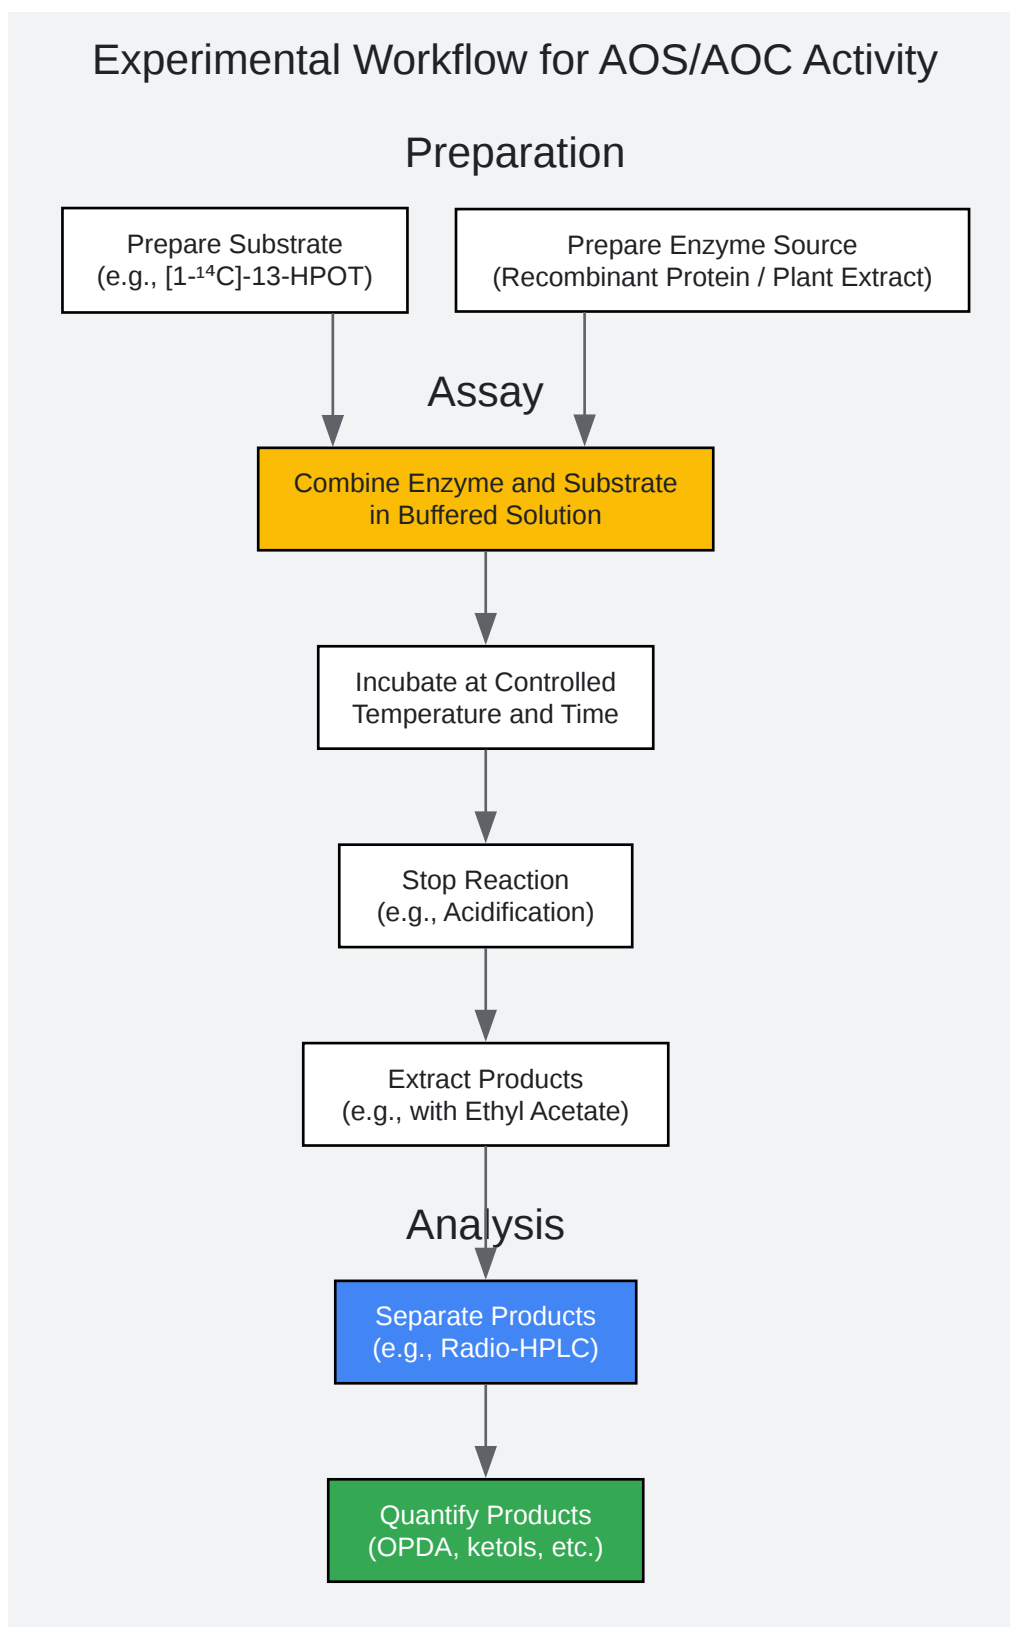 Experimental Workflow for AOS/AOC Activity
Preparation
Prepare Substrate
(e.g., [1-¹⁴C]-13-HPOT)
Prepare Enzyme Source
(Recombinant Protein / Plant Extract)
Assay
Combine Enzyme and Substrate
in Buffered Solution
Incubate at Controlled
Temperature and Time
Stop Reaction
(e.g., Acidification)
Extract Products
(e.g., with Ethyl Acetate)
Analysis
Separate Products
(e.g., Radio-HPLC)
Quantify Products
(OPDA, ketols, etc.)